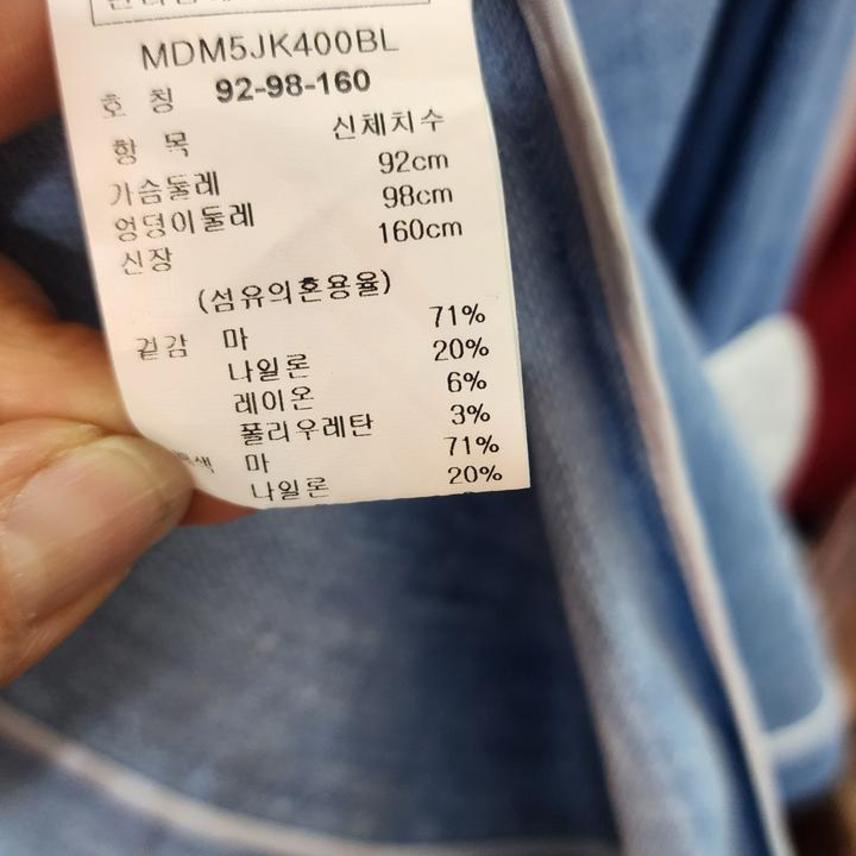 MDM5JK400BL
호 칭 92-98-160
항 목 신체치수
가슴둘레 92cm
엉덩이둘레 98cm
신장 160cm
(섬유의혼용율)
겉감 마 71%
나일론 20%
레이온 6%
폴리우레탄 3%
마 71%
나일론 20%